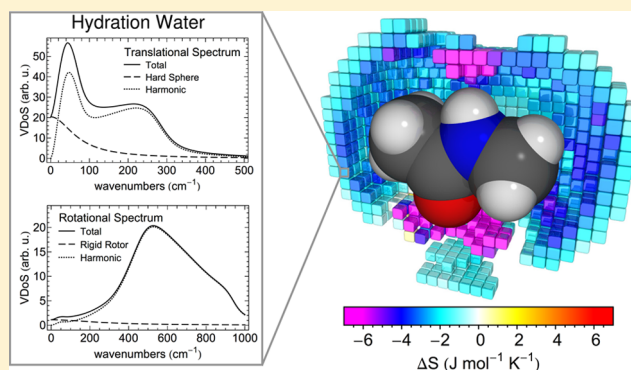 Hydration Water
Translational Spectrum
Total
Hard Sphere
Harmonic
VDoS (arb. u.)
50
40
30
20
10
0
0 100 200 300 400 500
wavenumbers (cm⁻¹)
Rotational Spectrum
Total
Rigid Rotor
Harmonic
VDoS (arb. u.)
20
15
10
5
0
0 200 400 600 800 1000
wavenumbers (cm⁻¹)
−6 −4 −2 0 2 4 6
ΔS (J mol⁻¹ K⁻¹)